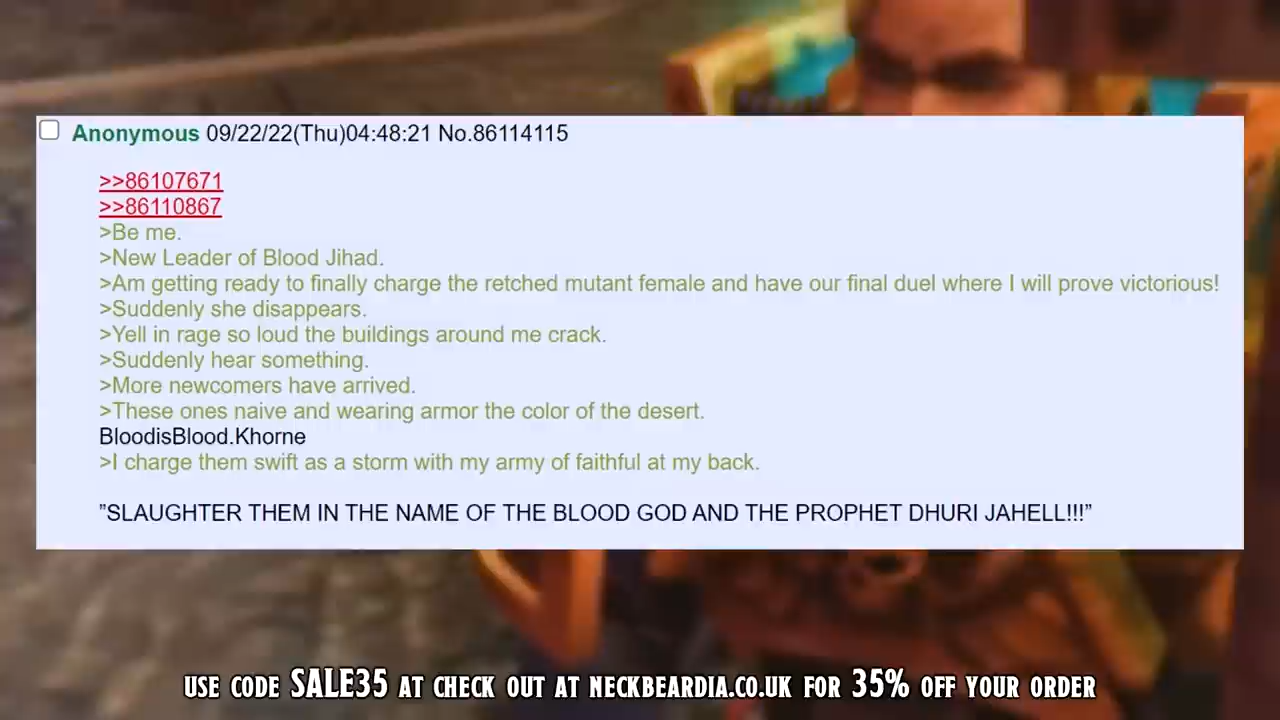 Anonymous 09/22/22(Thu)04:48:21 No.86114115
>>86107671
>>86110867
>Be me.
>New Leader of Blood Jihad.
>Am getting ready to finally charge the retched mutant female and have our final duel where I will prove victorious!
>Suddenly she disappears.
>Yell in rage so loud the buildings around me crack.
>Suddenly hear something.
>More newcomers have arrived.
>These ones naive and wearing armor the color of the desert.
BloodisBlood.Khorne
>I charge them swift as a storm with my army of faithful at my back.
”SLAUGHTER THEM IN THE NAME OF THE BLOOD GOD AND THE PROPHET DHURI JAHELL!!!”
USE CODE SALE35 AT CHECK OUT AT NECKBEARDIA.CO.UK FOR 35% OFF YOUR ORDER